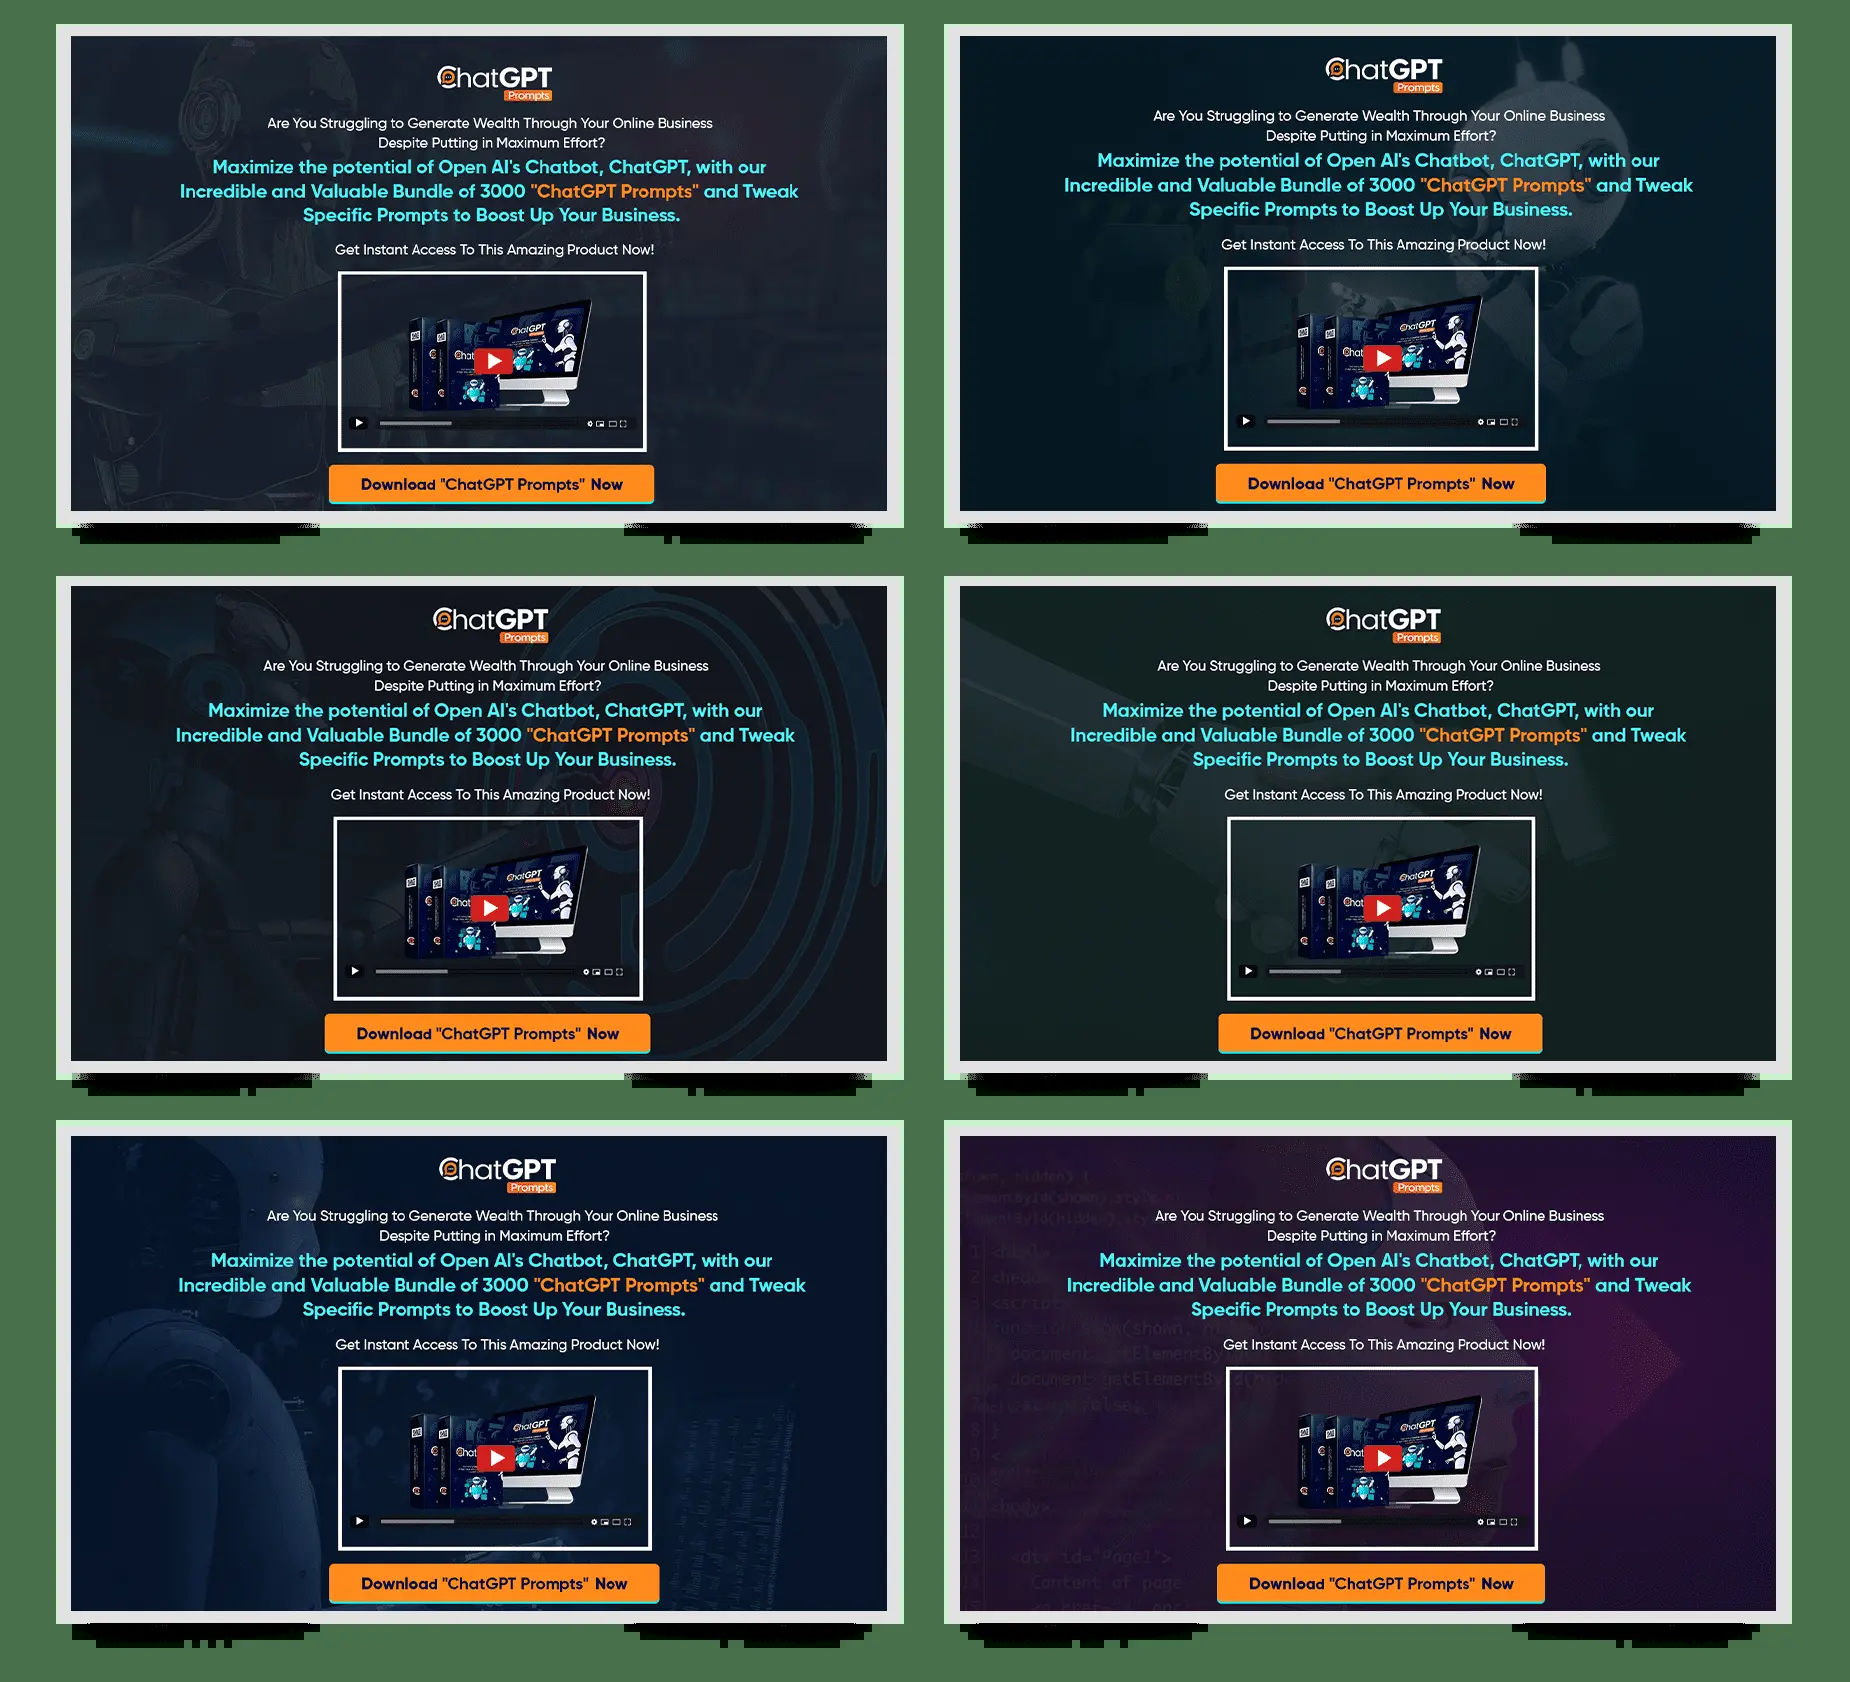 ChatGPT
Prompts
Are You Struggling to Generate Wealth Through Your Online Business
Despite Putting in Maximum Effort?
Maximize the potential of Open AI's Chatbot, ChatGPT, with our
Incredible and Valuable Bundle of 3000 "ChatGPT Prompts" and Tweak
Specific Prompts to Boost Up Your Business.
Get Instant Access To This Amazing Product Now!
ChatGPT
Download "ChatGPT Prompts" Now
ChatGPT
Prompts
Are You Struggling to Generate Wealth Through Your Online Business
Despite Putting in Maximum Effort?
Maximize the potential of Open AI's Chatbot, ChatGPT, with our
Incredible and Valuable Bundle of 3000 "ChatGPT Prompts" and Tweak
Specific Prompts to Boost Up Your Business.
Get Instant Access To This Amazing Product Now!
ChatGPT
Download "ChatGPT Prompts" Now
ChatGPT
Prompts
Are You Struggling to Generate Wealth Through Your Online Business
Despite Putting in Maximum Effort?
Maximize the potential of Open AI's Chatbot, ChatGPT, with our
Incredible and Valuable Bundle of 3000 "ChatGPT Prompts" and Tweak
Specific Prompts to Boost Up Your Business.
Get Instant Access To This Amazing Product Now!
ChatGPT
Download "ChatGPT Prompts" Now
ChatGPT
Prompts
Are You Struggling to Generate Wealth Through Your Online Business
Despite Putting in Maximum Effort?
Maximize the potential of Open AI's Chatbot, ChatGPT, with our
Incredible and Valuable Bundle of 3000 "ChatGPT Prompts" and Tweak
Specific Prompts to Boost Up Your Business.
Get Instant Access To This Amazing Product Now!
ChatGPT
Download "ChatGPT Prompts" Now
ChatGPT
Prompts
Are You Struggling to Generate Wealth Through Your Online Business
Despite Putting in Maximum Effort?
Maximize the potential of Open AI's Chatbot, ChatGPT, with our
Incredible and Valuable Bundle of 3000 "ChatGPT Prompts" and Tweak
Specific Prompts to Boost Up Your Business.
Get Instant Access To This Amazing Product Now!
ChatGPT
Download "ChatGPT Prompts" Now
ChatGPT
Prompts
Are You Struggling to Generate Wealth Through Your Online Business
Despite Putting in Maximum Effort?
Maximize the potential of Open AI's Chatbot, ChatGPT, with our
Incredible and Valuable Bundle of 3000 "ChatGPT Prompts" and Tweak
Specific Prompts to Boost Up Your Business.
Get Instant Access To This Amazing Product Now!
ChatGPT
<div id="Page1">
Content of page
Download "ChatGPT Prompts" Now